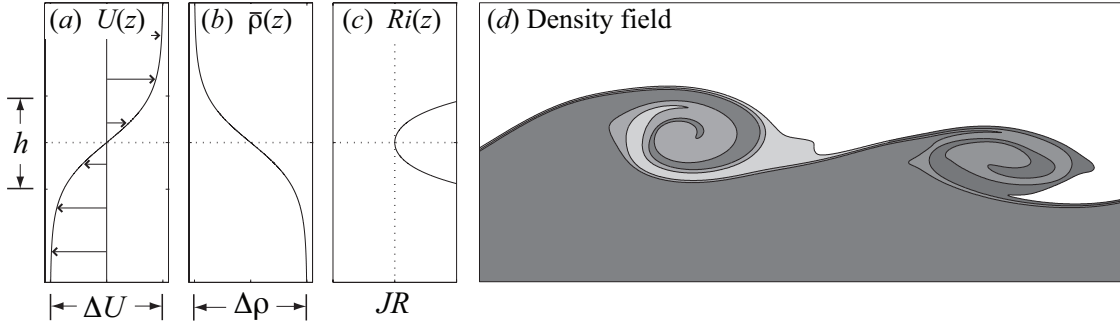 (a) U(z)
(b) ρ̄(z)
(c) Ri(z)
(d) Density field
h
ΔU
Δρ
JR